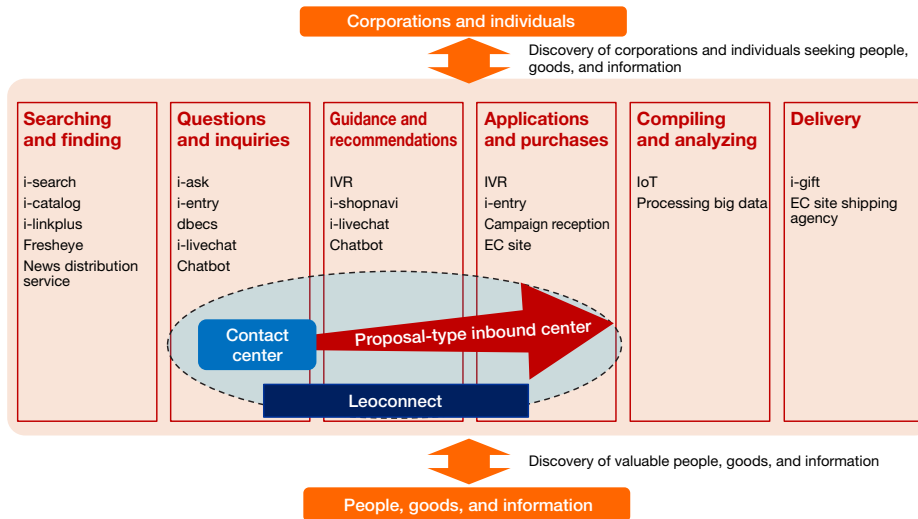 Corporations and individuals
Discovery of corporations and individuals seeking people,
goods, and information
Searching
and finding
i-search
i-catalog
i-linkplus
Fresheye
News distribution
service
Questions
and inquiries
i-ask
i-entry
dbecs
i-livechat
Chatbot
Guidance and
recommendations
IVR
i-shopnavi
i-livechat
Chatbot
Applications
and purchases
IVR
i-entry
Campaign reception
EC site
Compiling
and analyzing
IoT
Processing big data
Delivery
i-gift
EC site shipping
agency
Contact
center
Proposal-type inbound center
Leoconnect
Discovery of valuable people, goods, and information
People, goods, and information